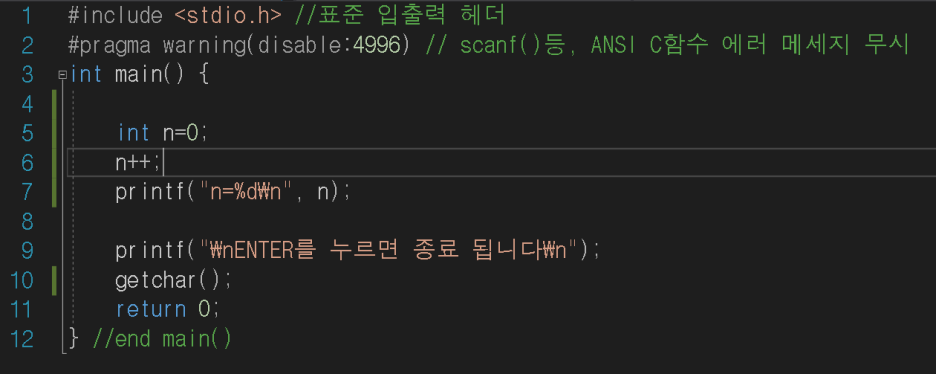 1 #include <stdio.h> //표준 입출력 헤더
2 #pragma warning(disable:4996) // scanf()등, ANSI C함수 에러 메세지 무시
3 int main() {
4
5 int n=0;
6 n++;
7 printf("n=%d₩n", n);
8
9 printf("₩nENTER를 누르면 종료 됩니다₩n");
10 getchar();
11 return 0;
12 } //end main()